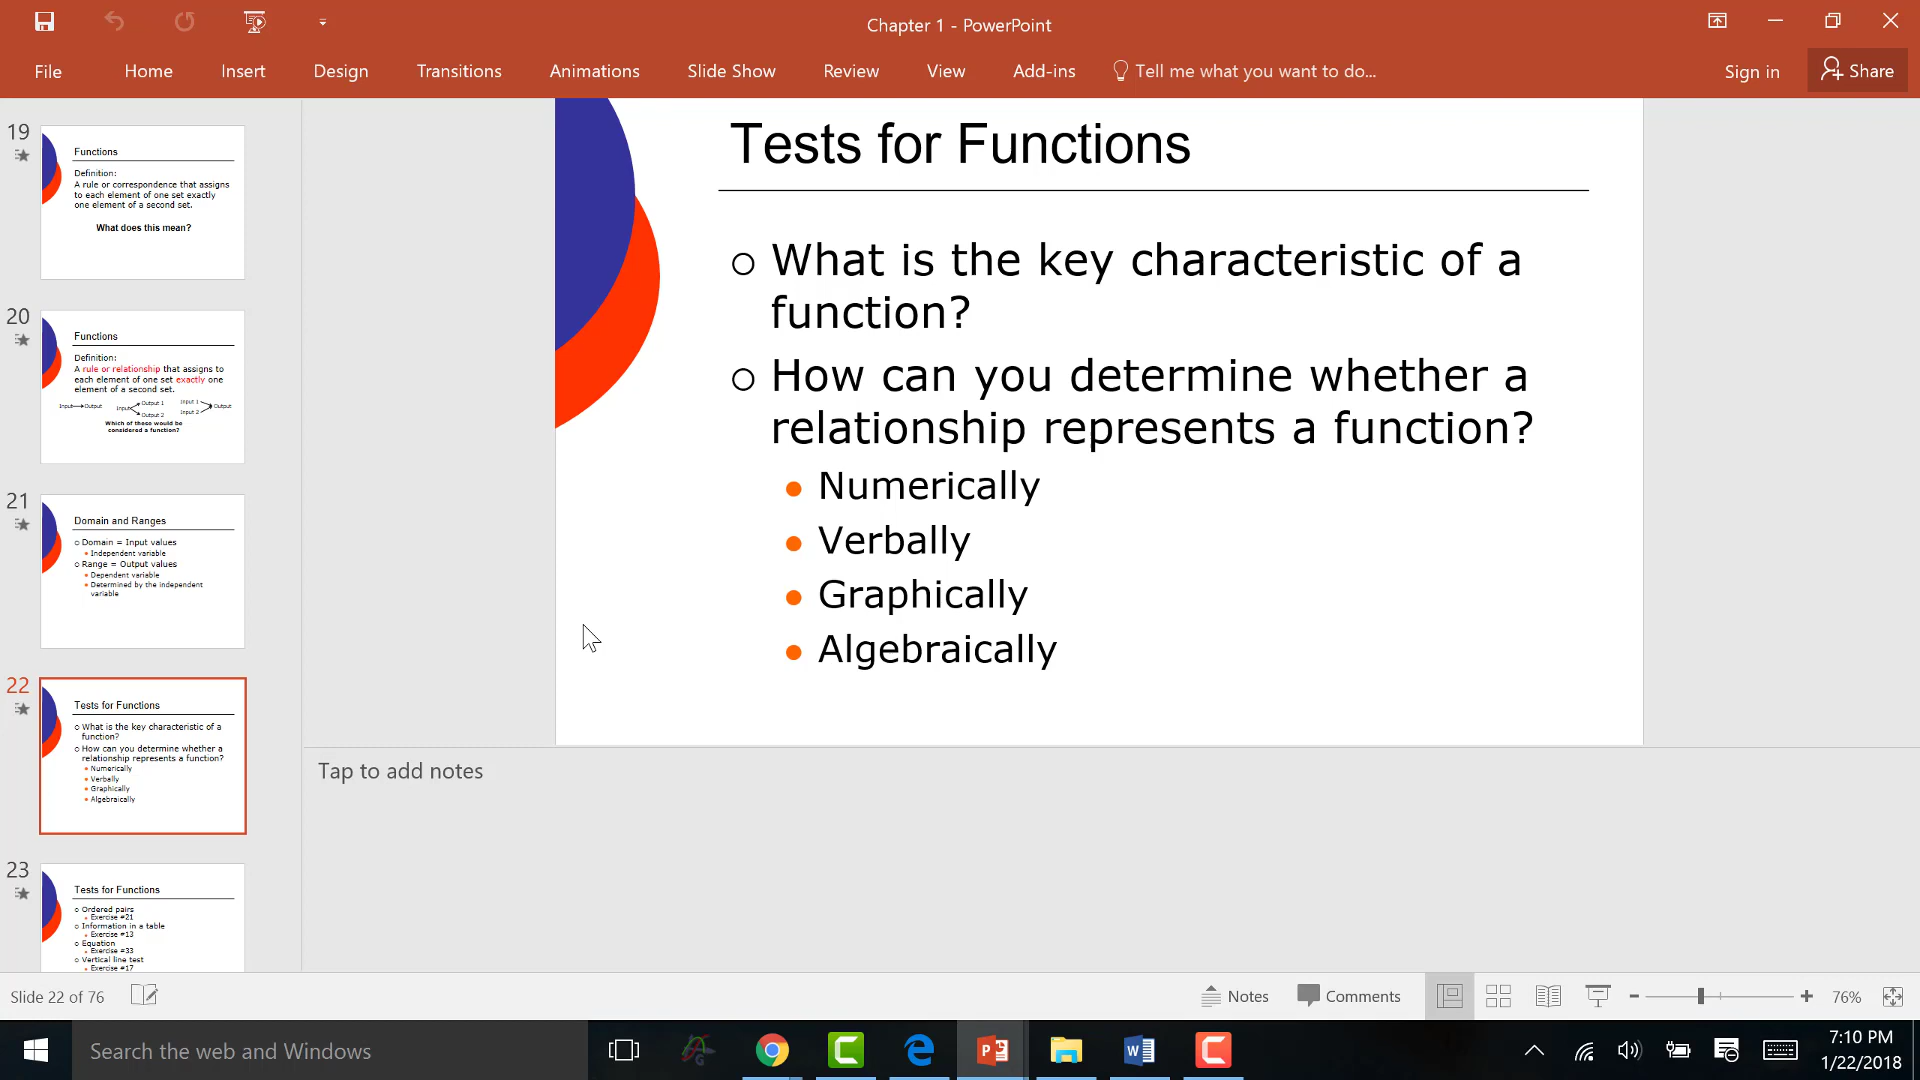 Chapter 1 - PowerPoint
File Home Insert Design Transitions Animations Slide Show Review View Add-ins Tell me what you want to do... Sign in Share
19
Functions
Definition:
A rule or correspondence that assigns
to each element of one set exactly
one element of a second set.
What does this mean?
20
Functions
Definition:
A rule or relationship that assigns to
each element of one set exactly one
element of a second set.
Input Output Input Output 1 Output 2 Input 1 Input 2 Output
Which of these would be
considered a function?
21
Domain and Ranges
Domain = Input values
Independent variable
Range = Output values
Dependent variable
Determined by the independent
variable
22
Tests for Functions
What is the key characteristic of a
function?
How can you determine whether a
relationship represents a function?
Numerically
Verbally
Graphically
Algebraically
23
Tests for Functions
Ordered pairs
Exercise #21
Information in a table
Exercise #13
Equation
Exercise #33
Vertical line test
Exercise #17
Tests for Functions
What is the key characteristic of a
function?
How can you determine whether a
relationship represents a function?
Numerically
Verbally
Graphically
Algebraically
Tap to add notes
Slide 22 of 76 Notes Comments 76%
Search the web and Windows
7:10 PM
1/22/2018